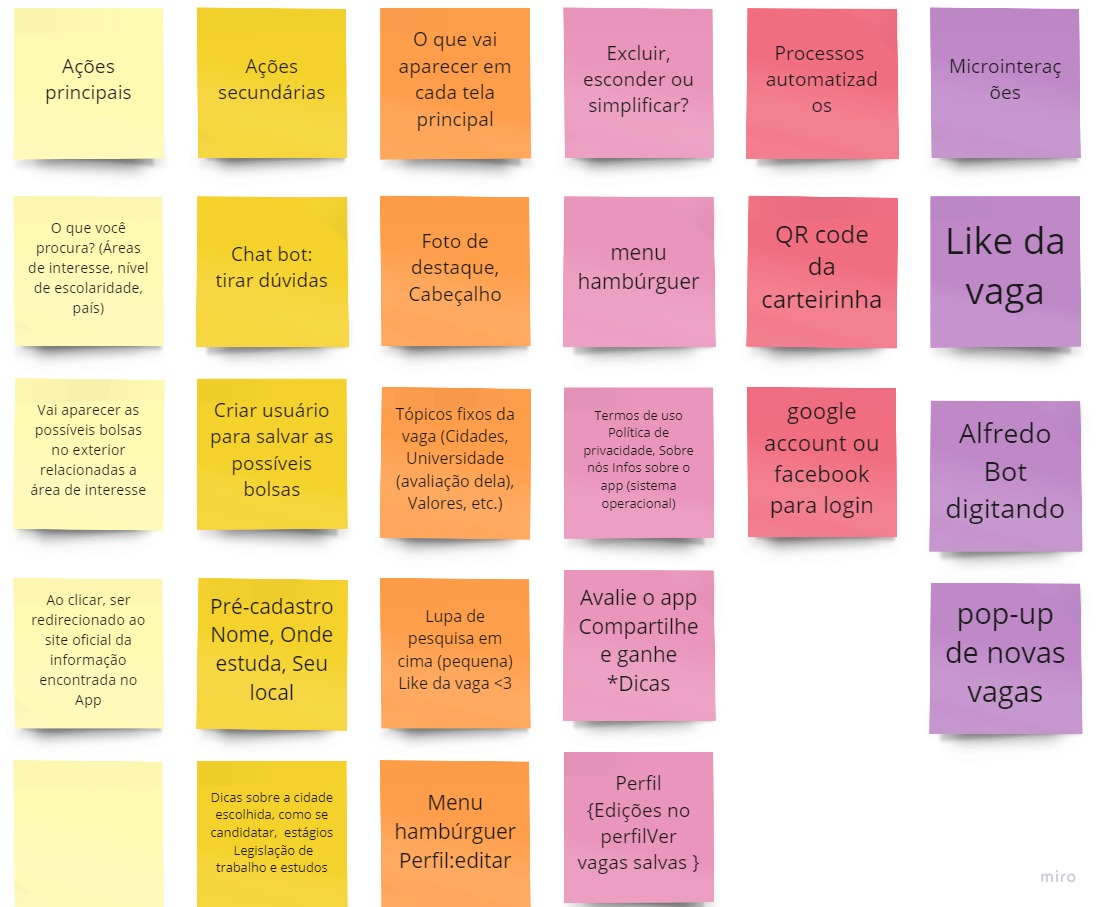 Ações
principais
Ações
secundárias
O que vai
aparecer em
cada tela
principal
Excluir,
esconder ou
simplificar?
Processos
automatizad
os
Microinteraç
ões
O que você
procura? (Áreas
de interesse, nível
de escolaridade,
país)
Chat bot:
tirar dúvidas
Foto de
destaque,
Cabeçalho
menu
hambúrguer
QR code
da
carteirinha
Like da
vaga
Vai aparecer as
possíveis bolsas
no exterior
relacionadas a
área de interesse
Criar usuário
para salvar as
possíveis
bolsas
Tópicos fixos da
vaga (Cidades,
Universidade
(avaliação dela),
Valores, etc.)
Termos de uso
Política de
privacidade, Sobre
nós Infos sobre o
app (sistema
operacional)
google
account ou
facebook
para login
Alfredo
Bot
digitando
Ao clicar, ser
redirecionado ao
site oficial da
informação
encontrada no
App
Pré-cadastro
Nome, Onde
estuda, Seu
local
Lupa de
pesquisa em
cima (pequena)
Like da vaga <3
Avalie o app
Compartilhe
e ganhe
*Dicas
pop-up
de novas
vagas
Dicas sobre a cidade
escolhida, como se
candidatar, estágios
Legislação de
trabalho e estudos
Menu
hambúrguer
Perfil:editar
Perfil
{Edições no
perfilVer
vagas salvas }
miro